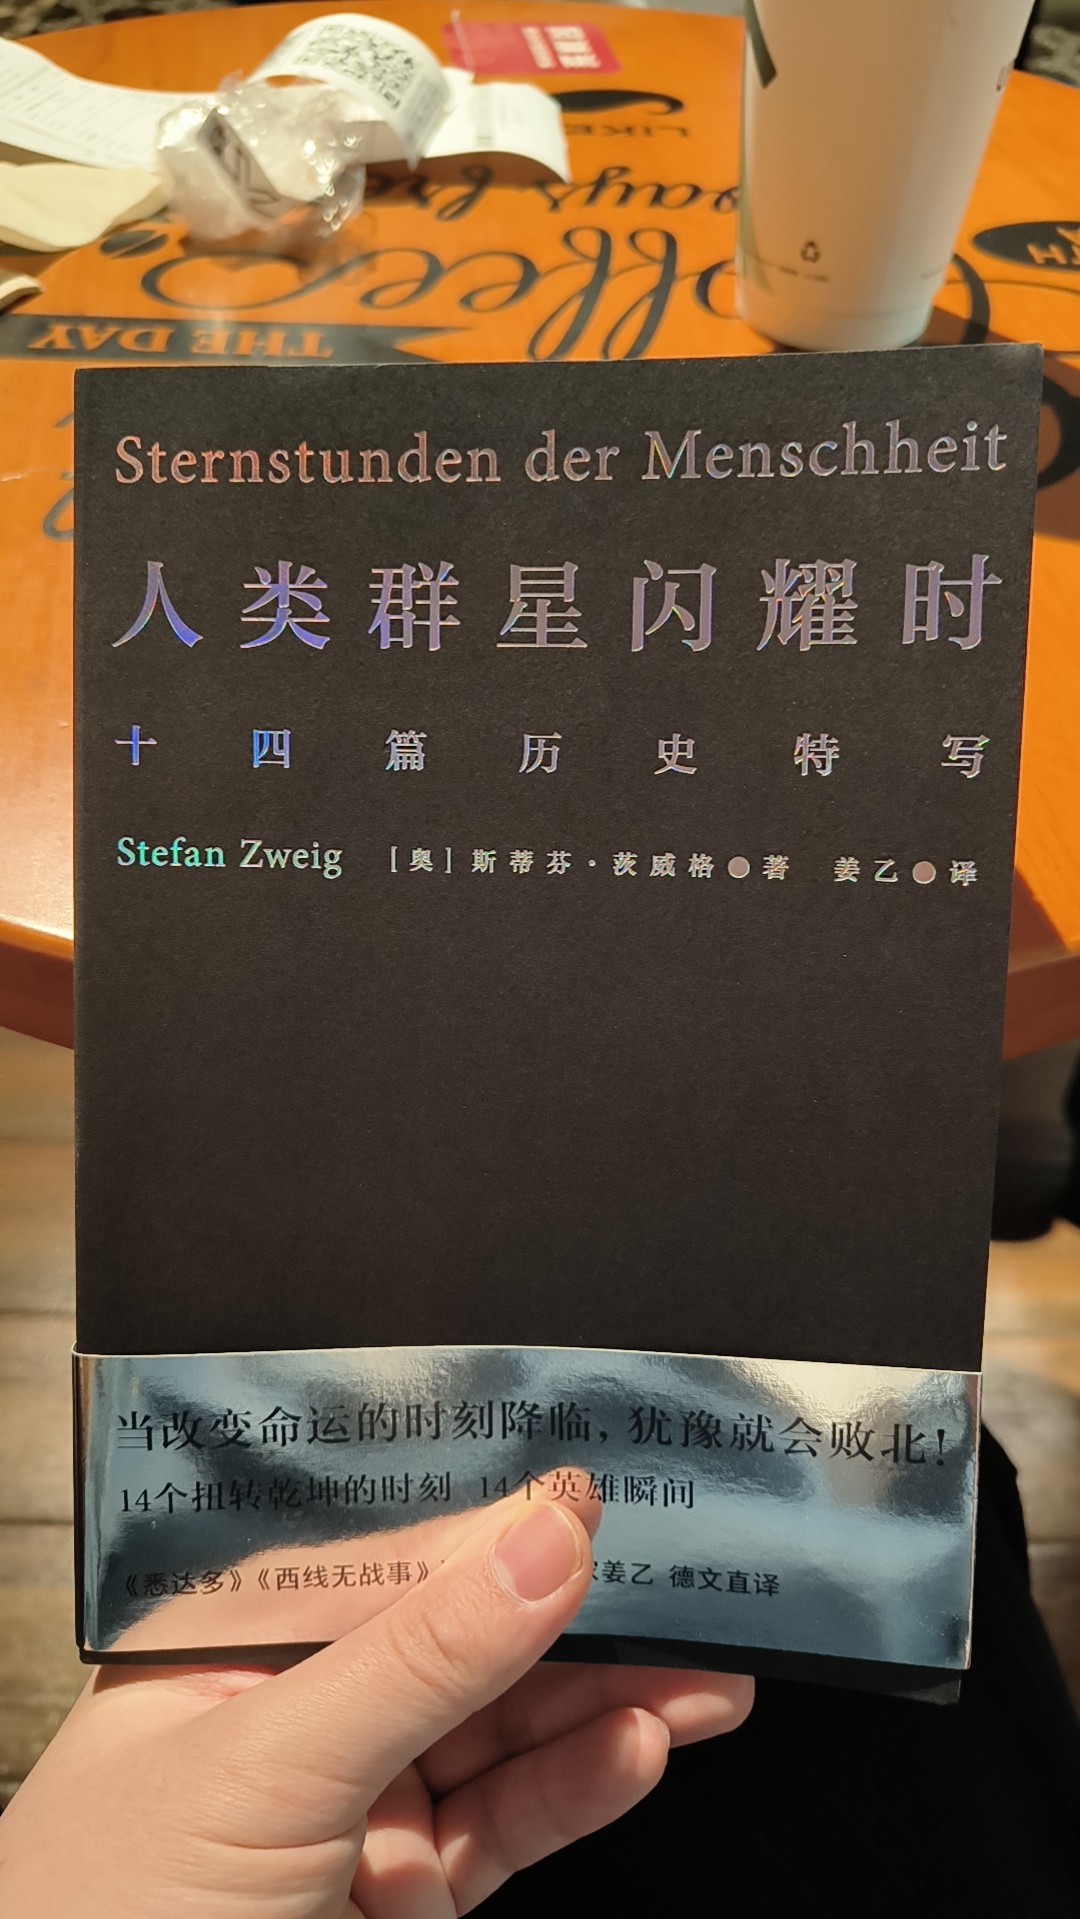 LIKE
ays
Coffee
THE DAY
TH
Sternstunden der Menschheit
人类群星闪耀时
十四篇历史特写
Stefan Zweig [奥]斯蒂芬·茨威格●著 姜乙●译
当改变命运的时刻降临,犹豫就会败北!
14个扭转乾坤的时刻 14个英雄瞬间
《悉达多》《西线无战事》 姜乙 德文直译